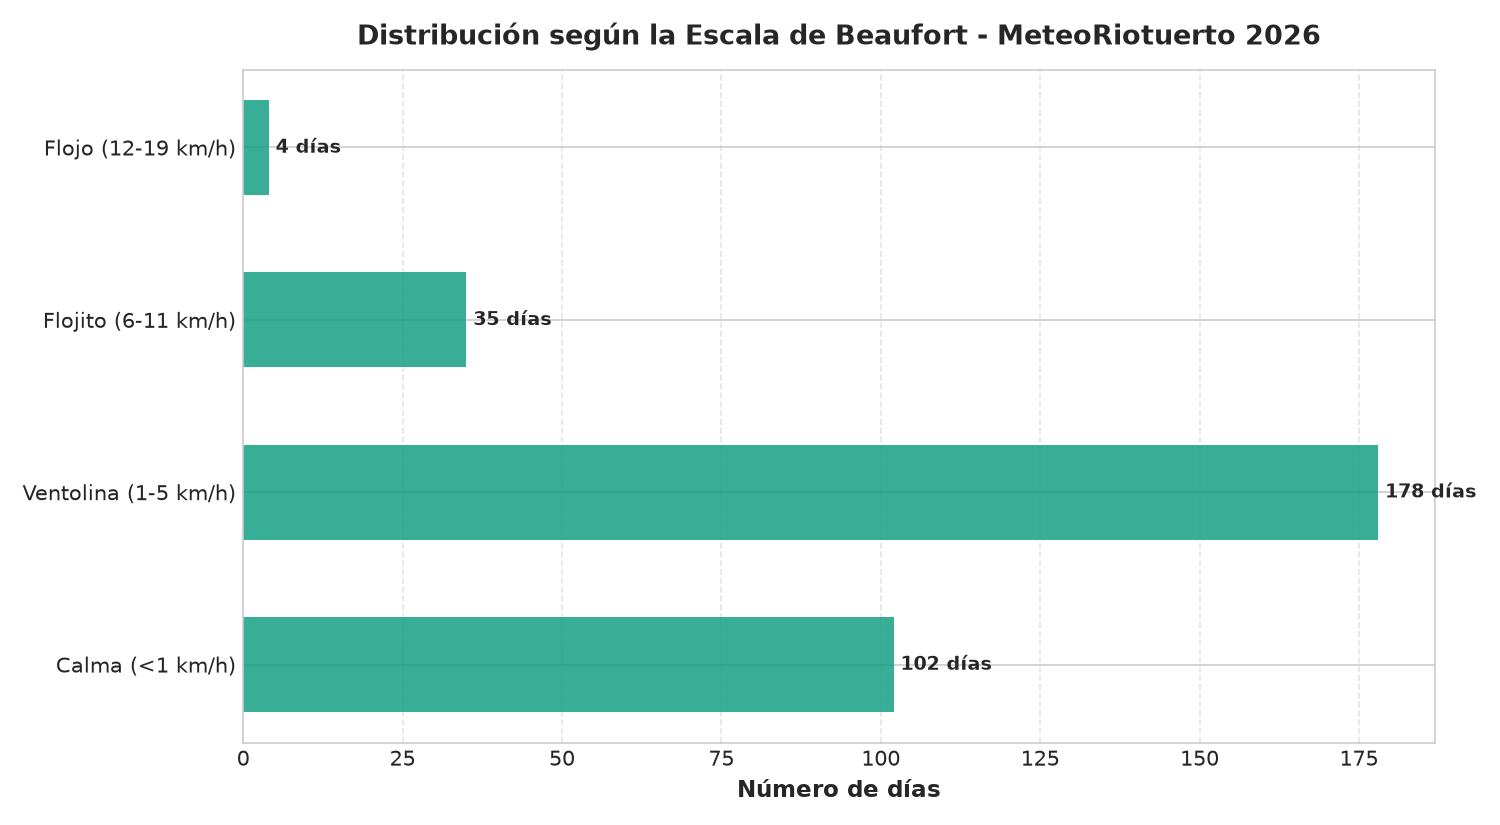 Distribución según la Escala de Beaufort - MeteoRiotuerto 2026
Flojo (12-19 km/h)
4 días
Flojito (6-11 km/h)
35 días
Ventolina (1-5 km/h)
178 días
Calma (<1 km/h)
102 días
0 25 50 75 100 125 150 175
Número de días